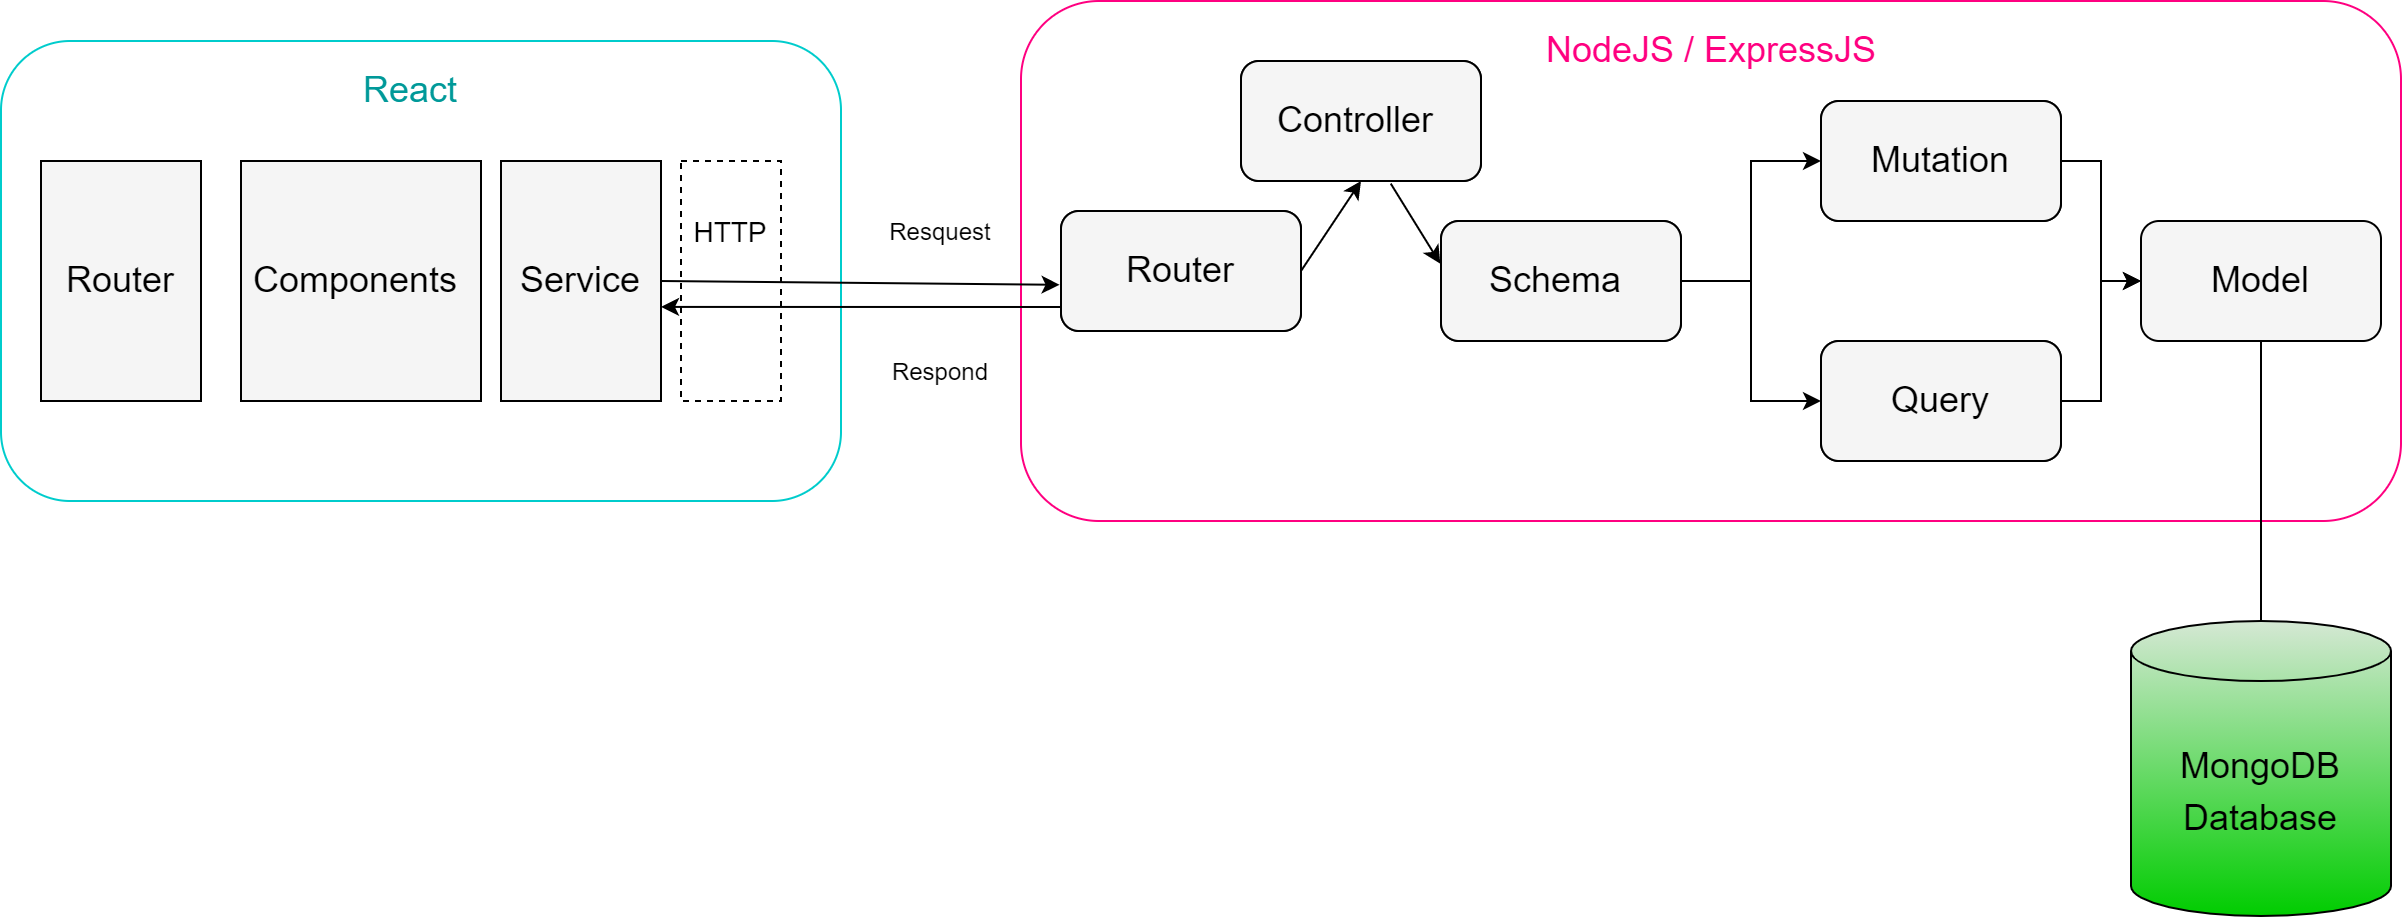 React
Router
Components
Service
HTTP
Resquest
Respond
NodeJS / ExpressJS
Router
Controller
Schema
Mutation
Query
Model
MongoDB
Database